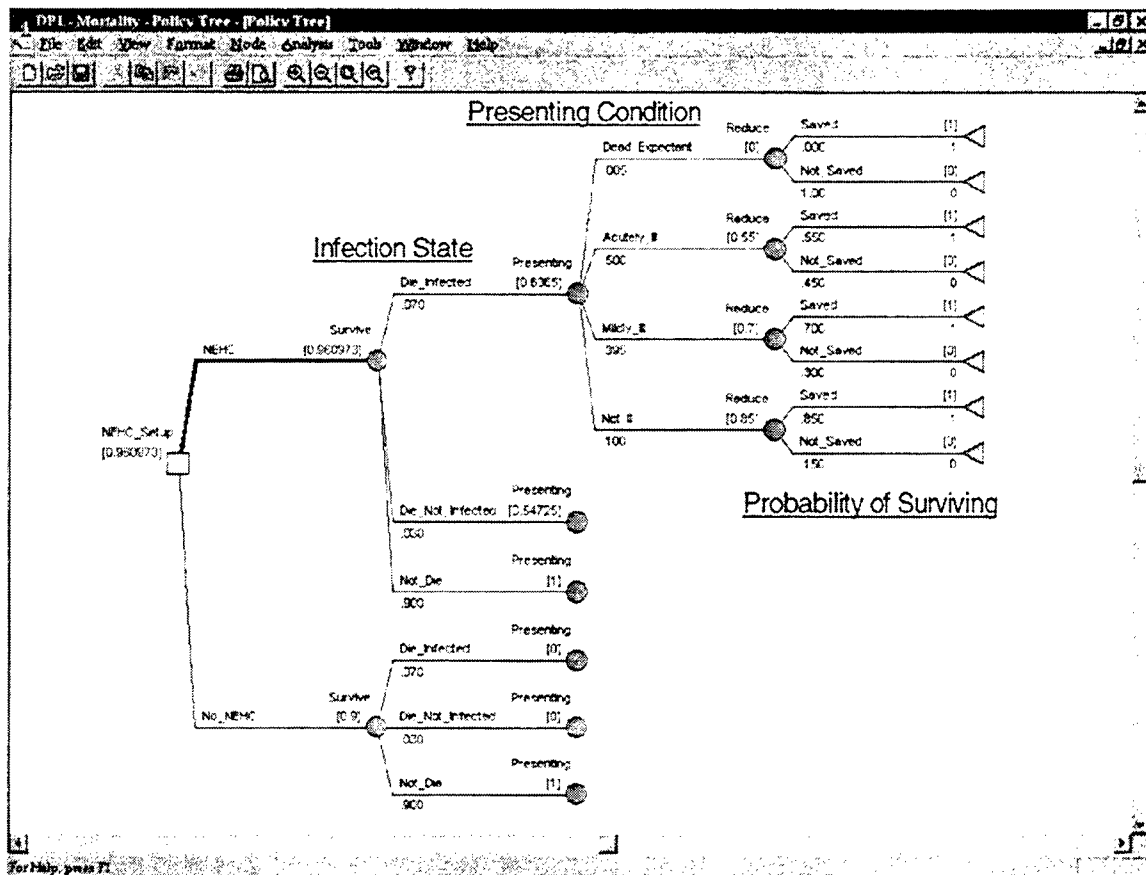 DPL - Mortality - Policy Tree - [Policy Tree]
File Edit View Format Node Analysis Tools Window Help
Presenting Condition
Infection State
Probability of Surviving
NEHC_Setup
[0.960973]
NEHC
Survive
[0.960973]
Die_Infected
.070
Presenting
[0.6365]
Dead_Expectant
.005
Reduce
[0]
Saved [1]
.000 1
Not_Saved [0]
1.00 0
Acutely_Ill
.500
Reduce
[0.55]
Saved [1]
.550 1
Not_Saved [0]
.450 0
Mildly_Ill
.395
Reduce
[0.7]
Saved [1]
.700 1
Not_Saved [0]
.300 0
Not_Ill
.100
Reduce
[0.85]
Saved [1]
.850 1
Not_Saved [0]
.150 0
Die_Not_Infected
.030
Presenting
[0.54725]
Not_Die
.900
Presenting
[1]
No_NEHC
Survive
[0.9]
Die_Infected
.070
Presenting
[0]
Die_Not_Infected
.030
Presenting
[0]
Not_Die
.900
Presenting
[1]
For Help, press F1